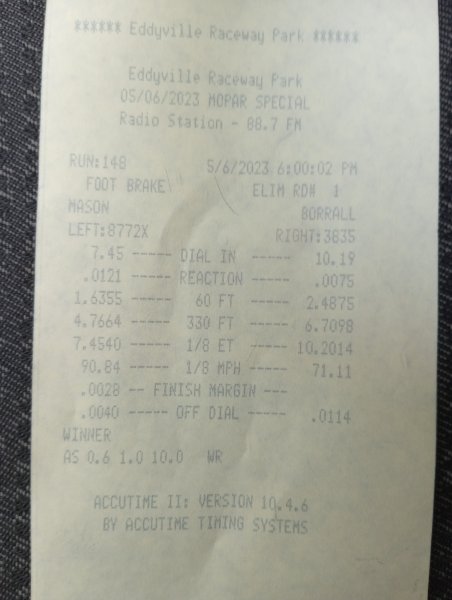 ****** Eddyville Raceway Park ******
Eddyville Raceway Park
05/06/2023 MOPAR SPECIAL
Radio Station - 88.7 FM
RUN:148 5/6/2023 6:00:02 PM
FOOT BRAKE ELIM RD# 1
MASON BORRALL
LEFT:8772X RIGHT:3835
7.45 ----- DIAL IN ----- 10.19
.0121 ----- REACTION ----- .0075
1.6355 ----- 60 FT ----- 2.4875
4.7664 ----- 330 FT ----- 6.7098
7.4540 ----- 1/8 ET ----- 10.2014
90.84 ----- 1/8 MPH ----- 71.11
.0028 -- FINISH MARGIN ---
.0040 ----- OFF DIAL ----- .0114
WINNER
AS 0.6 1.0 10.0 WR
ACCUTIME II: VERSION 10.4.6
BY ACCUTIME TIMING SYSTEMS